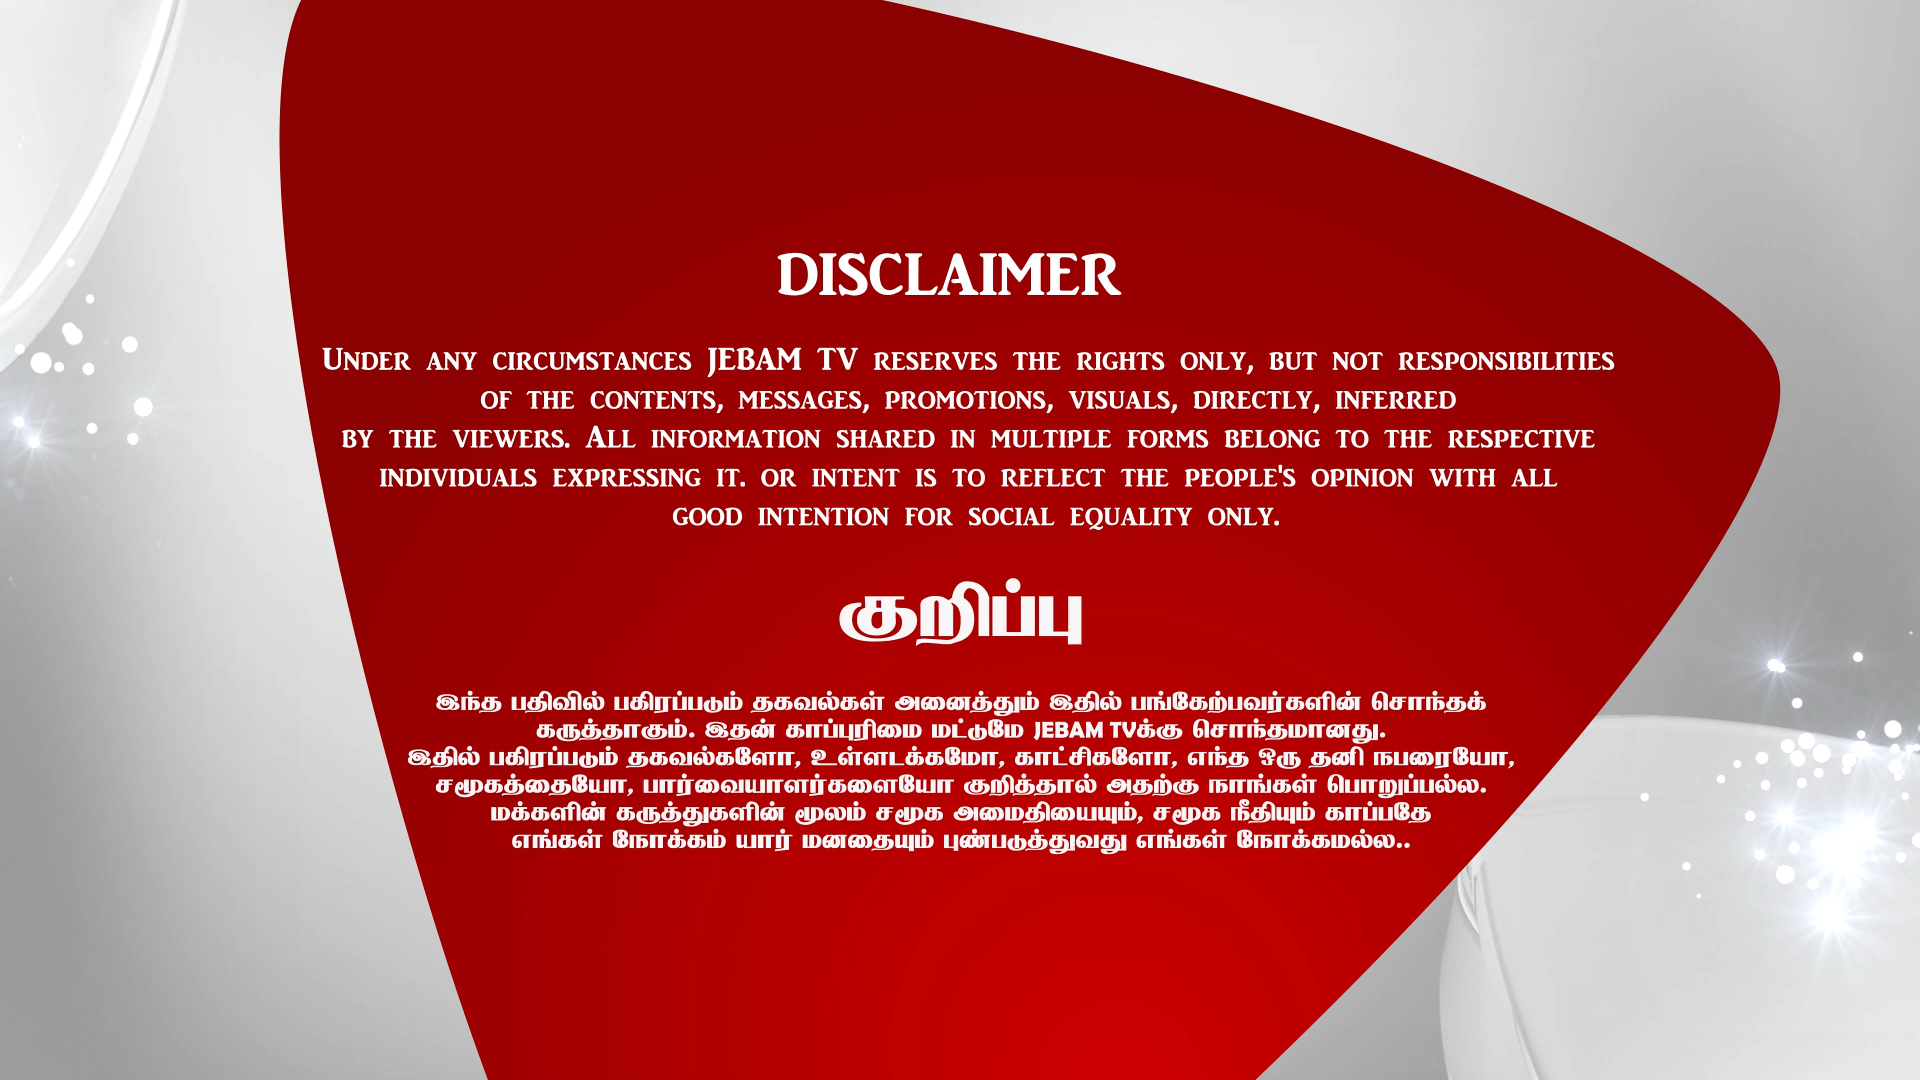 DISCLAIMER
Under any circumstances JEBAM TV reserves the rights only, but not responsibilities
of the contents, messages, promotions, visuals, directly, inferred
by the viewers. All information shared in multiple forms belong to the respective
individuals expressing it. or intent is to reflect the people's opinion with all
good intention for social equality only.
குறிப்பு
இந்த பதிவில் பகிரப்படும் தகவல்கள் அனைத்தும் இதில் பங்கேற்பவர்களின் சொந்தக்
கருத்தாகும். இதன் காப்புரிமை மட்டுமே JEBAM TVக்கு சொந்தமானது.
இதில் பகிரப்படும் தகவல்களோ, உள்ளடக்கமோ, காட்சிகளோ, எந்த ஒரு தனி நபரையோ,
சமூகத்தையோ, பார்வையாளர்களையோ குறித்தால் அதற்கு நாங்கள் பொறுப்பல்ல.
மக்களின் கருத்துகளின் மூலம் சமூக அமைதியையும், சமூக நீதியும் காப்பதே
எங்கள் நோக்கம் யார் மனதையும் புண்படுத்துவது எங்கள் நோக்கமல்ல..